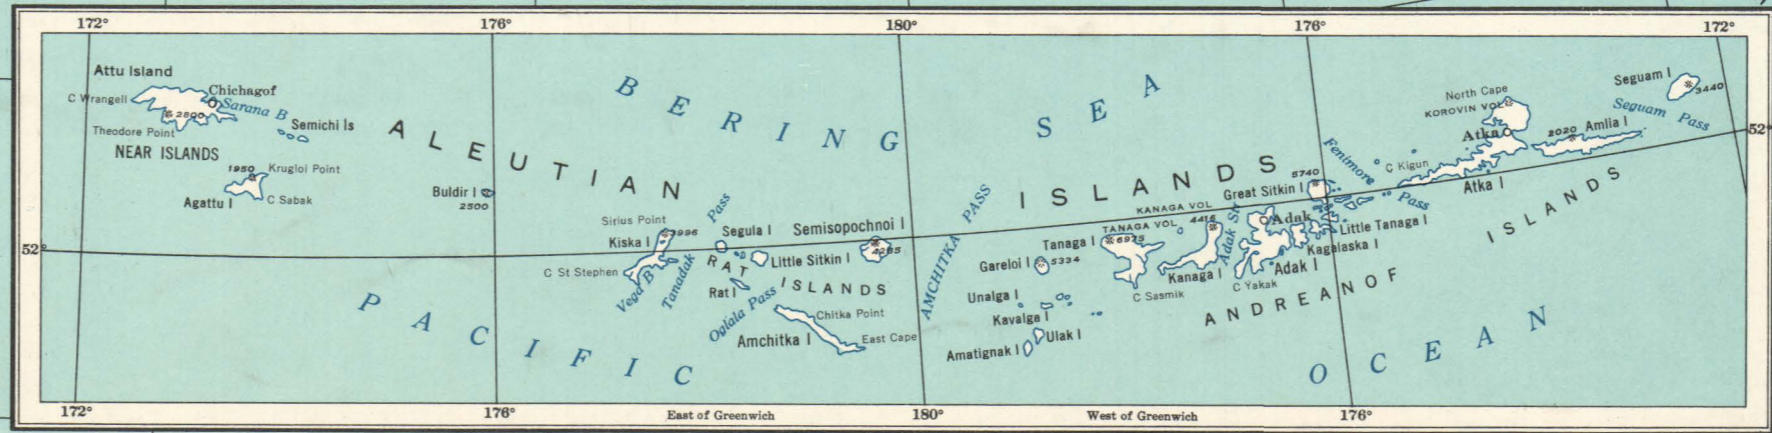 172°
176°
180°
176°
172°
Attu Island
C Wrangell
Chichagof
Sarana B
2800
Theodore Point
Semichi Is
NEAR ISLANDS
1950
Krugloi Point
Agattu I
C Sabak
Buldir I
2500
ALEUTIAN
ISLANDS
BERING
SEA
52°
52°
Sirius Point
Kiska I
3996
C St Stephen
Vega B
Tanadak
Pass
Segula I
RAT
ISLANDS
Little Sitkin I
Rat I
Oglala Pass
Semisopochnoi I
Chitka Point
Amchitka I
East Cape
AMCHITKA PASS
Gareloi I
5334
Unalga I
Kavalga I
Ulak I
Amatignak I
Tanaga I
TANAGA VOL
6975
C Sasmik
KANAGA VOL
4416
Kanaga I
Adak Str
Adak
Adak I
C Yakak
Great Sitkin I
5740
Kagalaska I
Little Tanaga I
Fenimore
Pass
C Kigun
North Cape
KOROVIN VOL
Atka
Atka I
2020
Amlia I
Seguam I
3440
Seguam Pass
ANDREANOF
ISLANDS
PACIFIC
OCEAN
172°
176°
East of Greenwich
180°
West of Greenwich
176°